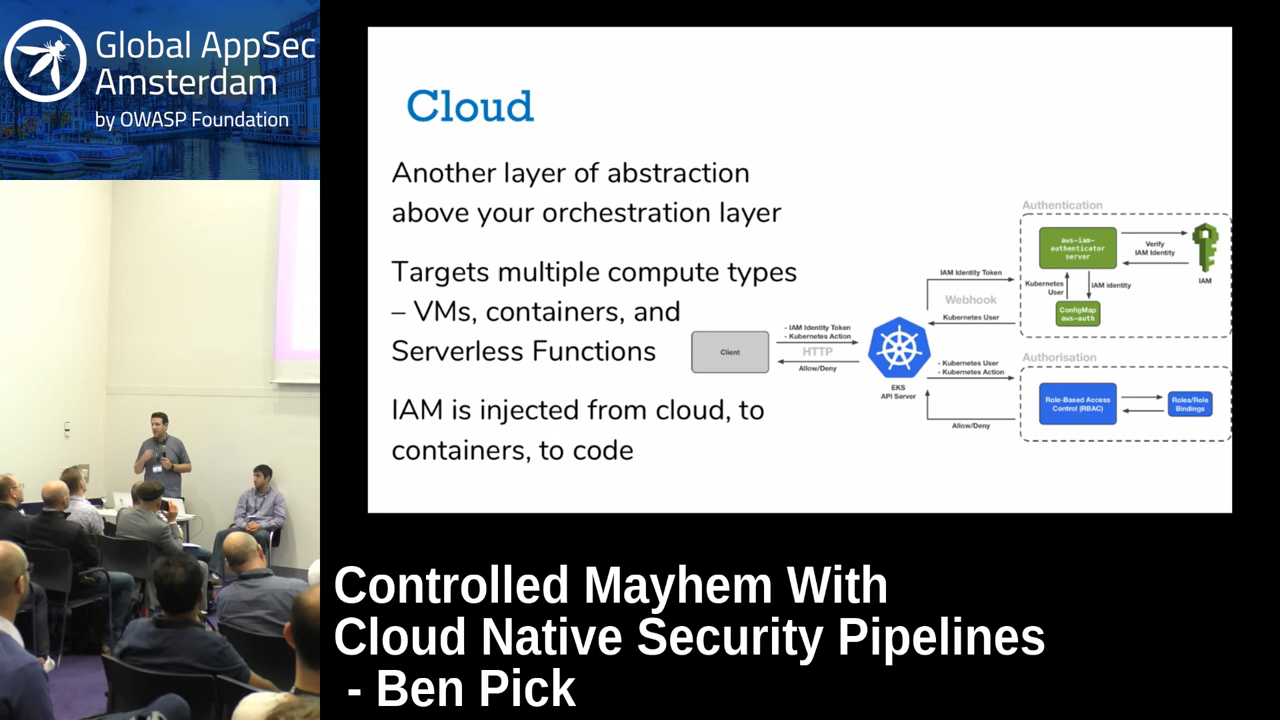 Global AppSec
Amsterdam
by OWASP Foundation
Cloud
Another layer of abstraction
above your orchestration layer
Targets multiple compute types
– VMs, containers, and
Serverless Functions
IAM is injected from cloud, to
containers, to code
Client
- IAM Identity Token
- Kubernetes Action
HTTP
Allow/Deny
EKS
API Server
IAM Identity Token
Webhook
Kubernetes User
- Kubernetes User
- Kubernetes Action
Allow/Deny
Authentication
aws-iam-
authenticator
server
Verify
IAM Identity
IAM
Kubernetes
User
IAM identity
ConfigMap
aws-auth
Authorisation
Role-Based Access
Control (RBAC)
Roles/Role
Bindings
Controlled Mayhem With
Cloud Native Security Pipelines
- Ben Pick